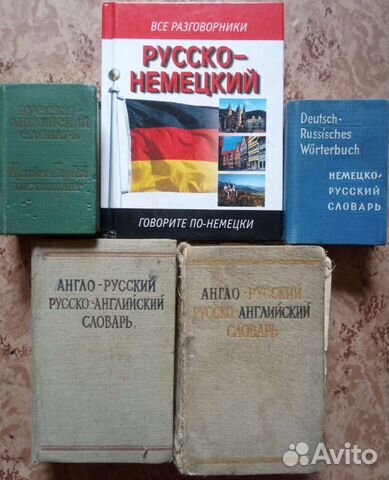 ВСЕ РАЗГОВОРНИКИ
РУССКО-
НЕМЕЦКИЙ
ГОВОРИТЕ ПО-НЕМЕЦКИ
РУССКО-
АНГЛИЙСКИЙ
СЛОВАРЬ
Russian-English
DICTIONARY
Deutsch-
Russisches
Wörterbuch
НЕМЕЦКО-
РУССКИЙ
СЛОВАРЬ
АНГЛО-РУССКИЙ
РУССКО-АНГЛИЙСКИЙ
СЛОВАРЬ
АНГЛО-РУССКИЙ
РУССКО-АНГЛИЙСКИЙ
СЛОВАРЬ
Avito